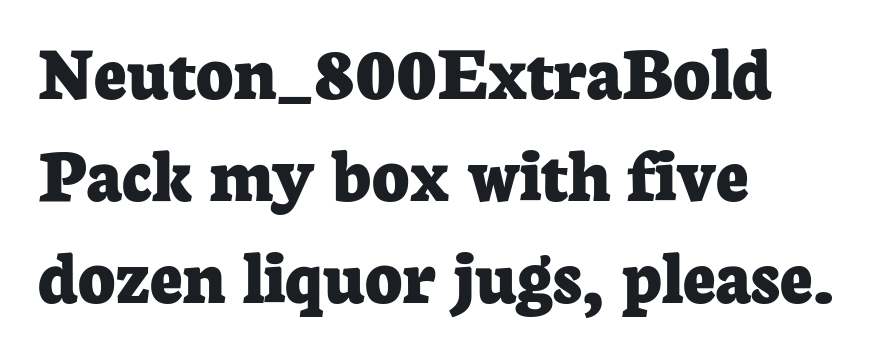 Neuton_800ExtraBold
Pack my box with five
dozen liquor jugs, please.